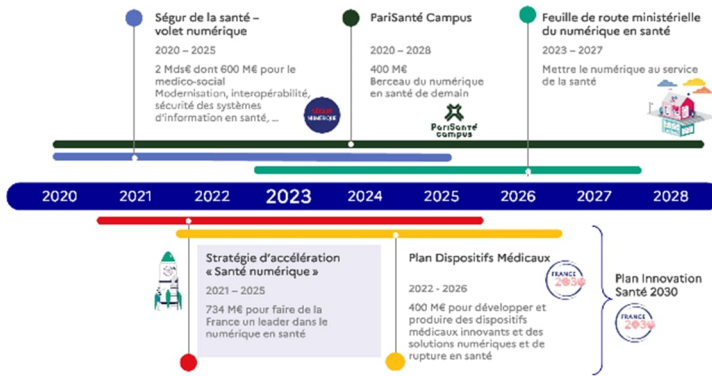 Ségur de la santé –
volet numérique
2020 – 2025
2 Mds€ dont 600 M€ pour le
medico-social
Modernisation, interopérabilité,
sécurité des systèmes
d'information en santé, ...
SÉGUR
NUMÉRIQUE
PariSanté Campus
2020 – 2028
400 M€
Berceau du numérique
en santé de demain
PariSanté
campus
Feuille de route ministérielle
du numérique en santé
2023 – 2027
Mettre le numérique au service
de la santé
2020 2021 2022 2023 2024 2025 2026 2027 2028
Stratégie d'accélération
« Santé numérique »
2021 – 2025
734 M€ pour faire de la
France un leader dans le
numérique en santé
Plan Dispositifs Médicaux
2022 - 2026
400 M€ pour développer et
produire des dispositifs
médicaux innovants et des
solutions numériques et de
rupture en santé
FRANCE
2030
Plan Innovation
Santé 2030
FRANCE
2030